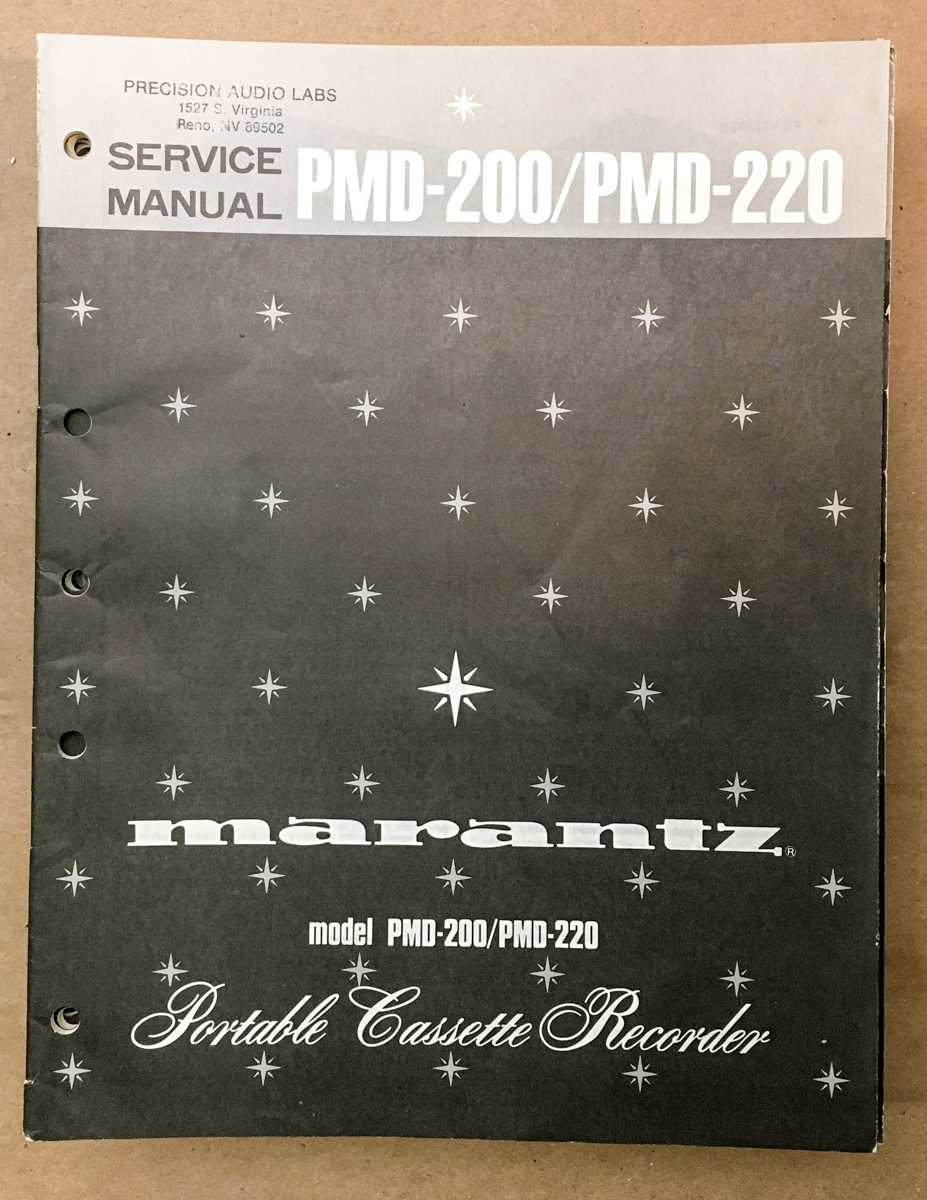 PRECISION AUDIO LABS
1527 S. Virginia
Reno, NV 89502
SERVICE
MANUAL
PMD-200/PMD-220
marantz®
model PMD-200/PMD-220
Portable Cassette Recorder